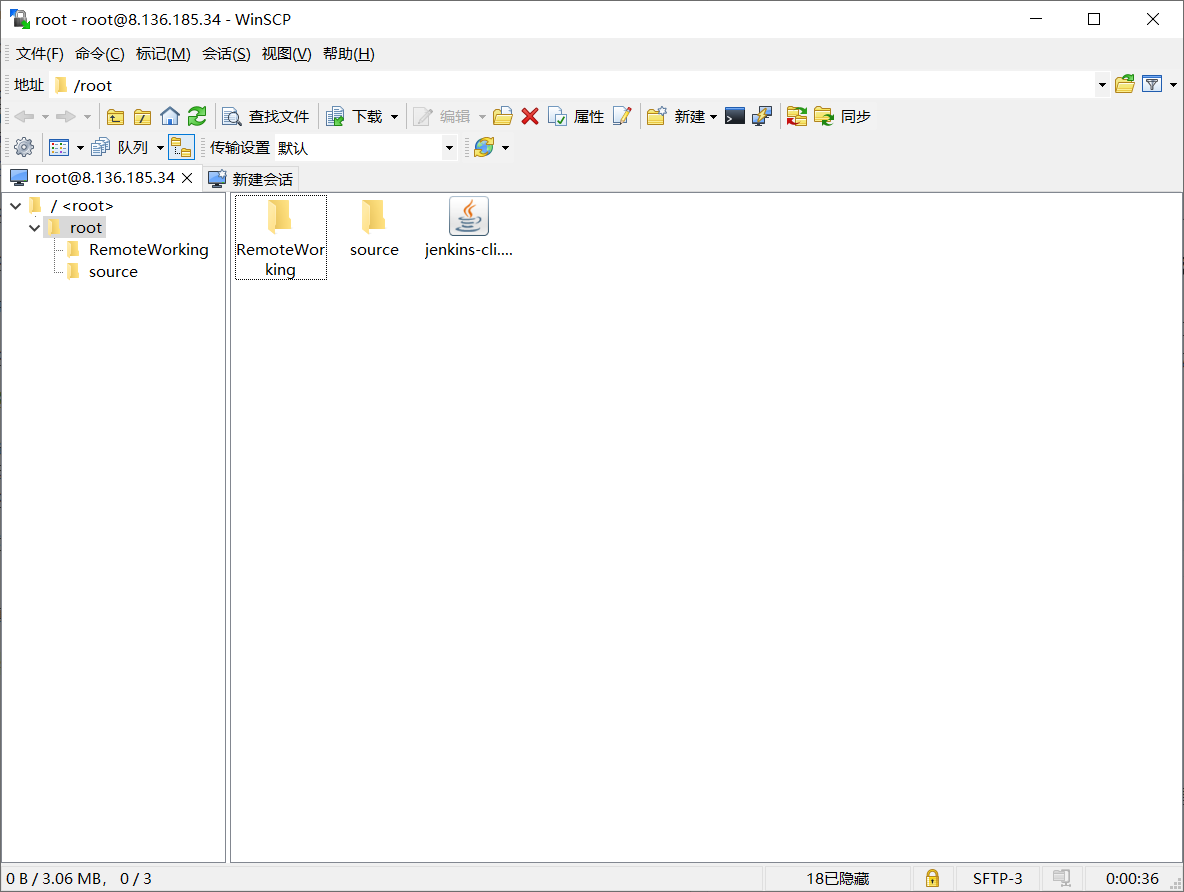 root - root@8.136.185.34 - WinSCP
文件(F) 命令(C) 标记(M) 会话(S) 视图(V) 帮助(H)
地址 /root
查找文件 下载 编辑 属性 新建 同步
队列 传输设置 默认
root@8.136.185.34 新建会话
/ <root>
root
RemoteWorking
source
RemoteWor
king
source
jenkins-cli....
0 B / 3.06 MB， 0 / 3
18已隐藏
SFTP-3
0:00:36